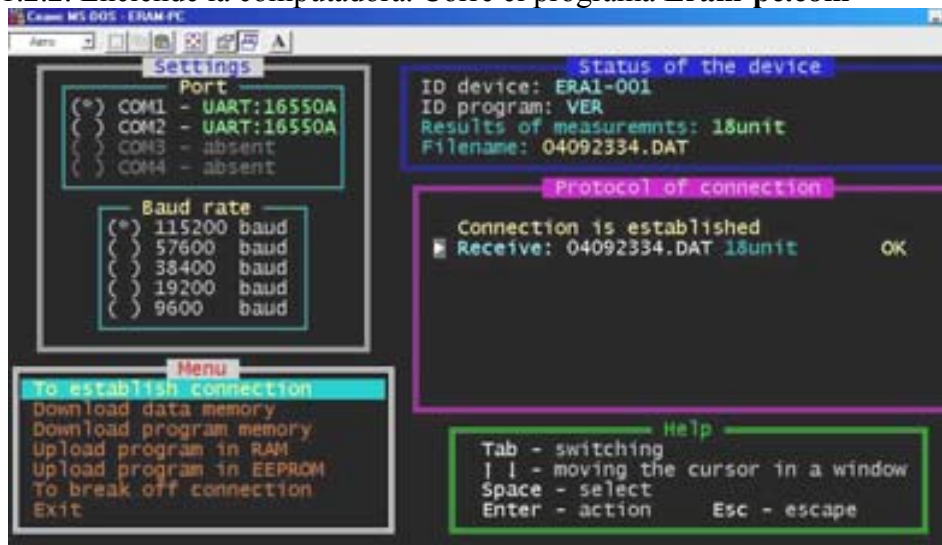 1.2.2. Enciende la computadora. Corre el programa Eram-pc.com
Сеанс MS DOS - ERAM-PC
Авто
A
Settings
Port
(*) COM1 - UART:16550A
( ) COM2 - UART:16550A
( ) COM3 - absent
( ) COM4 - absent
Baud rate
(*) 115200 baud
( ) 57600 baud
( ) 38400 baud
( ) 19200 baud
( ) 9600 baud
Menu
To establish connection
Download data memory
Download program memory
Upload program in RAM
Upload program in EEPROM
To break off connection
Exit
Status of the device
ID device: ERA1-001
ID program: VER
Results of measuremnts: 18unit
Filename: 04092334.DAT
Protocol of connection
Connection is established
Receive: 04092334.DAT 18unit OK
Help
Tab - switching
↑ ↓ - moving the cursor in a window
Space - select
Enter - action Esc - escape